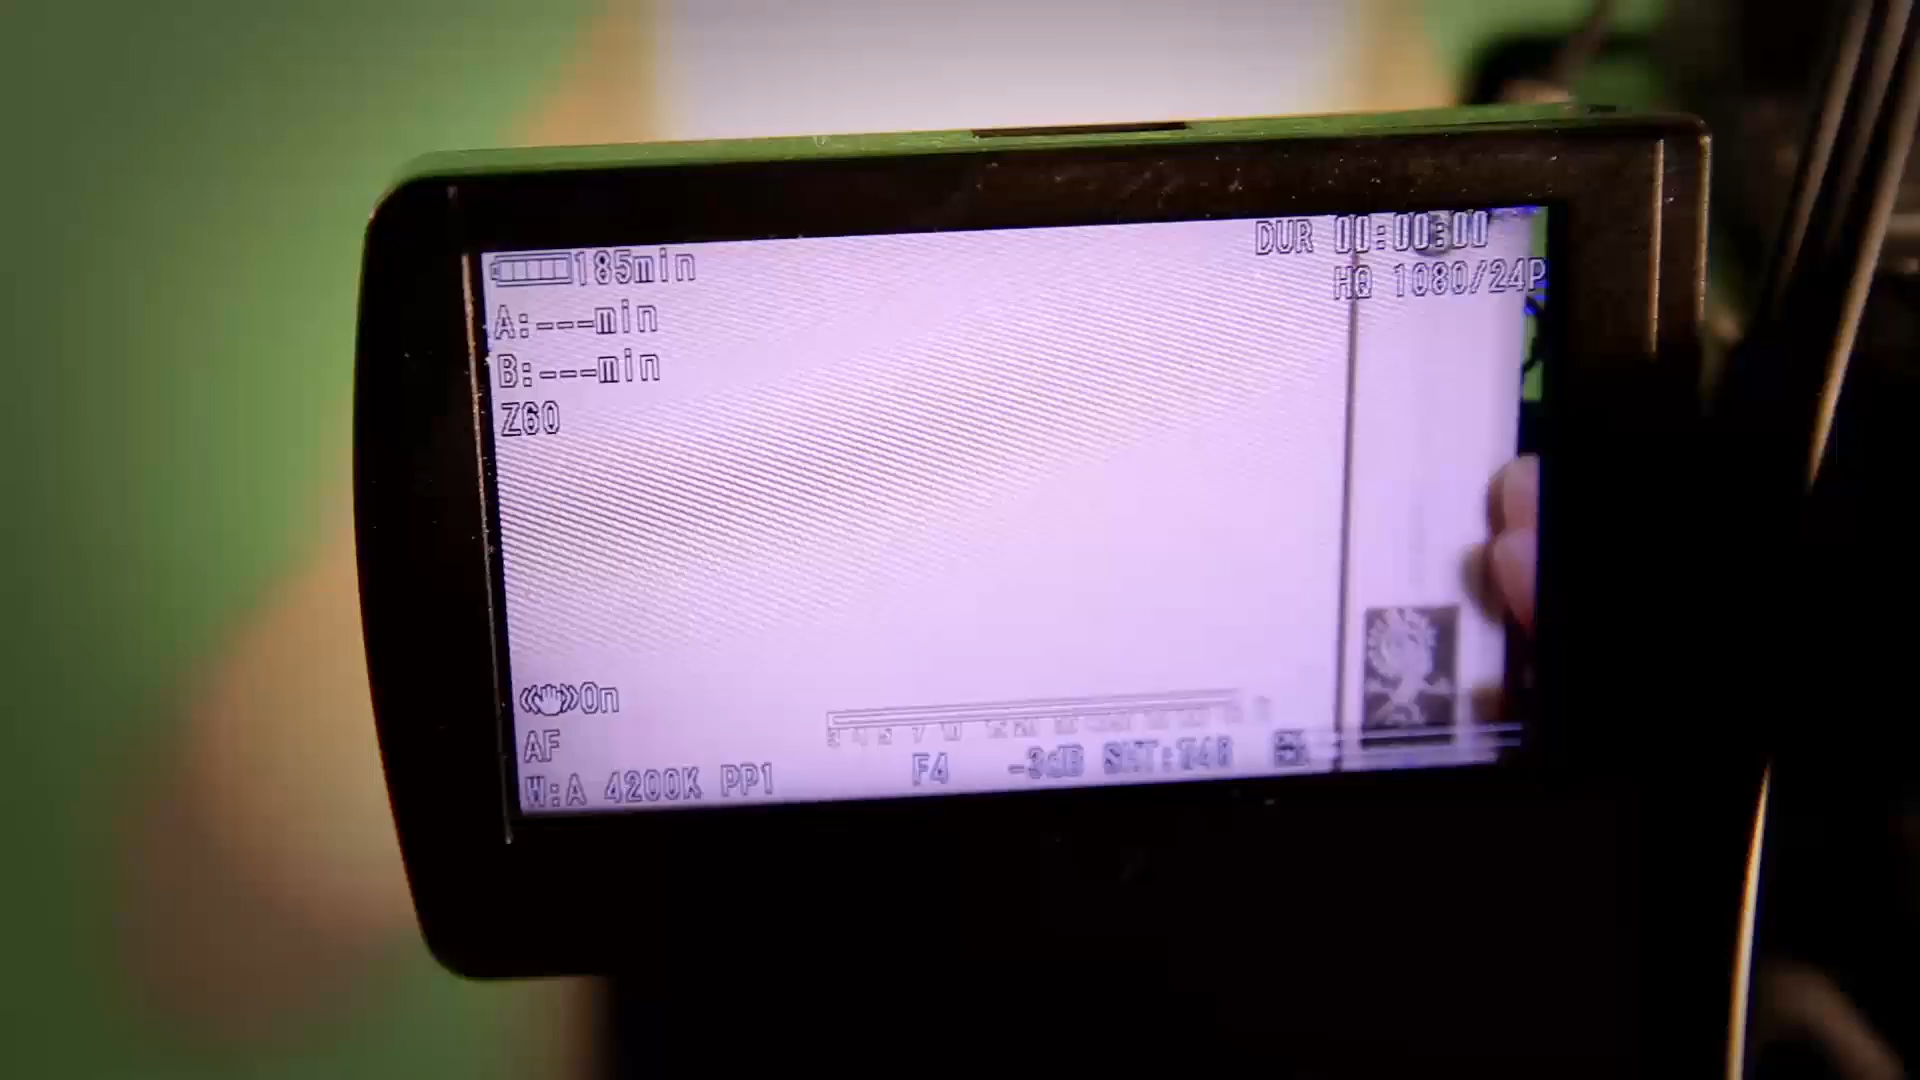 185min
DUR 00:00:00
HQ 1080/24P
A:---min
B:---min
Z60
On
AF
W:A 4200K PP1 F4 -3dB